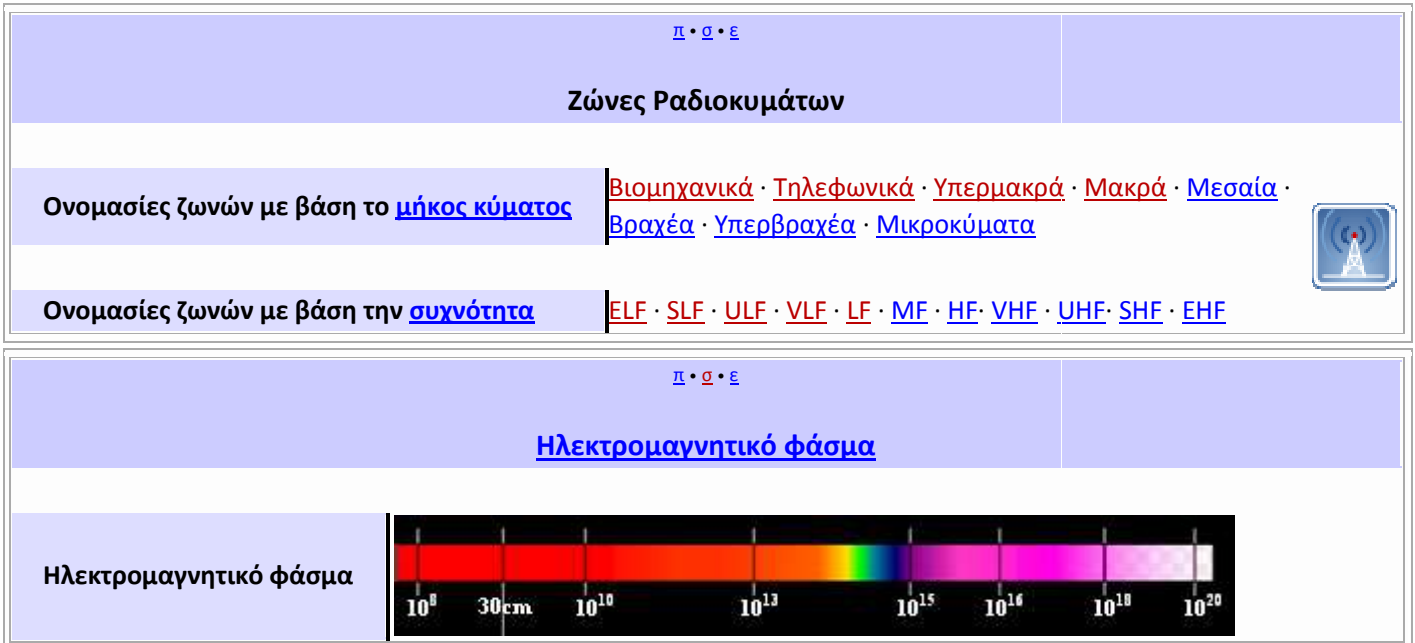 π • σ • ε
Ζώνες Ραδιοκυμάτων
Ονομασίες ζωνών με βάση το μήκος κύματος
Βιομηχανικά · Τηλεφωνικά · Υπερμακρά · Μακρά · Μεσαία ·
Βραχέα · Υπερβραχέα · Μικροκύματα
Ονομασίες ζωνών με βάση την συχνότητα
ELF · SLF · ULF · VLF · LF · MF · HF· VHF · UHF· SHF · EHF
π • σ • ε
Ηλεκτρομαγνητικό φάσμα
Ηλεκτρομαγνητικό φάσμα
10⁸ 30cm 10¹⁰ 10¹³ 10¹⁵ 10¹⁶ 10¹⁸ 10²⁰